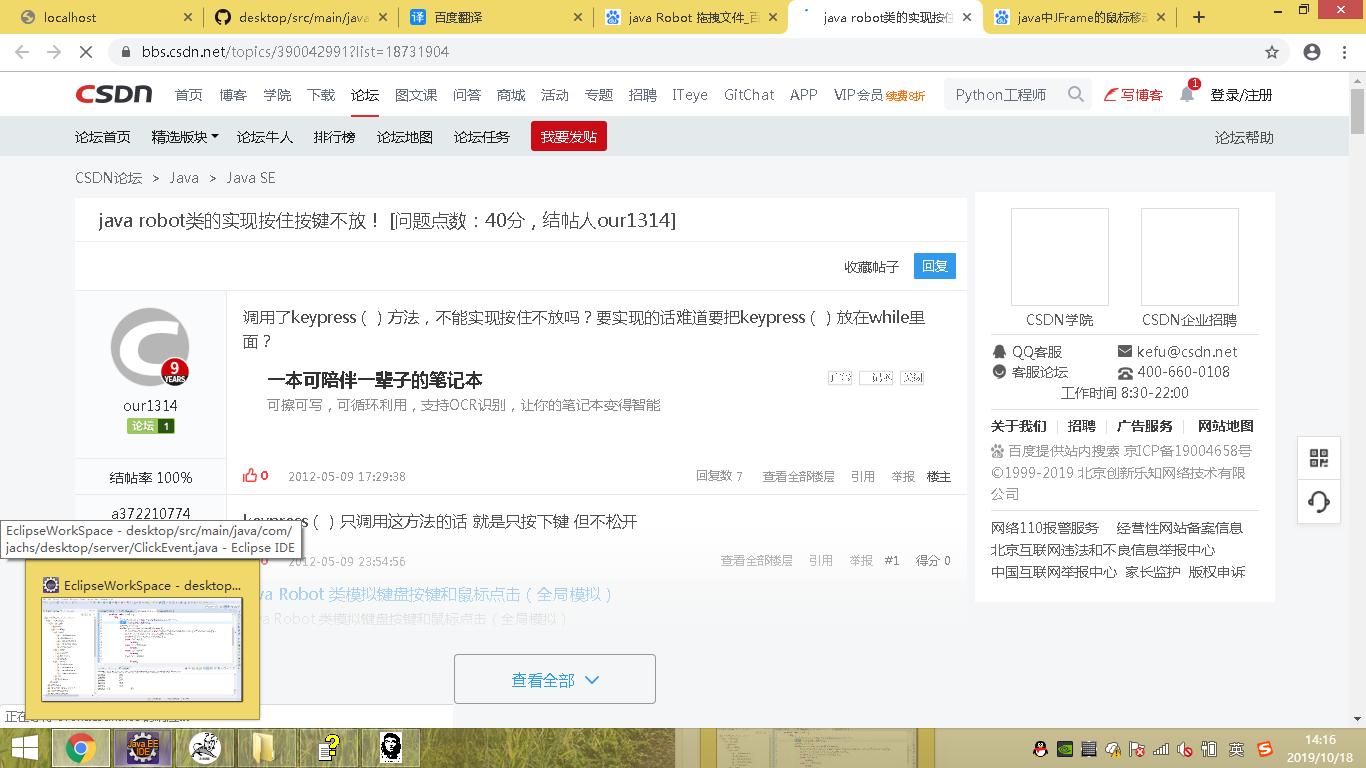 localhost
desktop/src/main/java
百度翻译
java Robot 拖拽文件_百
java robot类的实现按住
java中JFrame的鼠标移动
bbs.csdn.net/topics/390042991?list=18731904
CSDN 首页 博客 学院 下载 论坛 图文课 问答 商城 活动 专题 招聘 ITeye GitChat APP VIP会员 续费8折 Python工程师 写博客 1 登录/注册
论坛首页 精选版块 论坛牛人 排行榜 论坛地图 论坛任务 我要发贴 论坛帮助
CSDN论坛 > Java > Java SE
java robot类的实现按住按键不放！ [问题点数：40分，结帖人our1314]
收藏帖子 回复
9
YEARS
our1314
论坛 1
结帖率 100%
调用了keypress（ ）方法，不能实现按住不放吗？要实现的话难道要把keypress（ ）放在while里
面？
一本可陪伴一辈子的笔记本
可擦可写，可循环利用，支持OCR识别，让你的笔记本变得智能
0 2012-05-09 17:29:38 回复数 7 查看全部楼层 引用 举报 楼主
a372210774
keypress（ ）只调用这方法的话 就是只按下键 但不松开
2012-05-09 23:54:56 查看全部楼层 引用 举报 #1 得分 0
va Robot 类模拟键盘按键和鼠标点击（全局模拟）
va Robot 类模拟键盘按键和鼠标点击（全局模拟）
查看全部
CSDN学院 CSDN企业招聘
QQ客服 kefu@csdn.net
客服论坛 400-660-0108
工作时间 8:30-22:00
关于我们 招聘 广告服务 网站地图
百度提供站内搜索 京ICP备19004658号
©1999-2019 北京创新乐知网络技术有限
公司
网络110报警服务 经营性网站备案信息
北京互联网违法和不良信息举报中心
中国互联网举报中心 家长监护 版权申诉
EclipseWorkSpace - desktop/src/main/java/com/
jachs/desktop/server/ClickEvent.java - Eclipse IDE
EclipseWorkSpace - desktop...
Java EE
IDE
英
14:16
2019/10/18